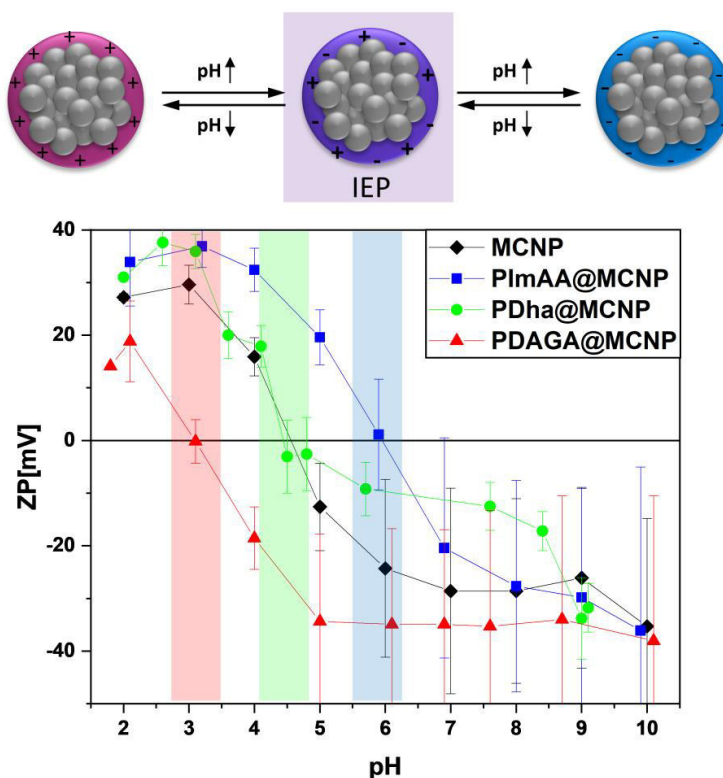 pH↑
pH↓
pH↑
pH↓
IEP
MCNP
PImAA@MCNP
PDha@MCNP
PDAGA@MCNP
ZP[mV]
40
20
0
-20
-40
2 3 4 5 6 7 8 9 10
pH